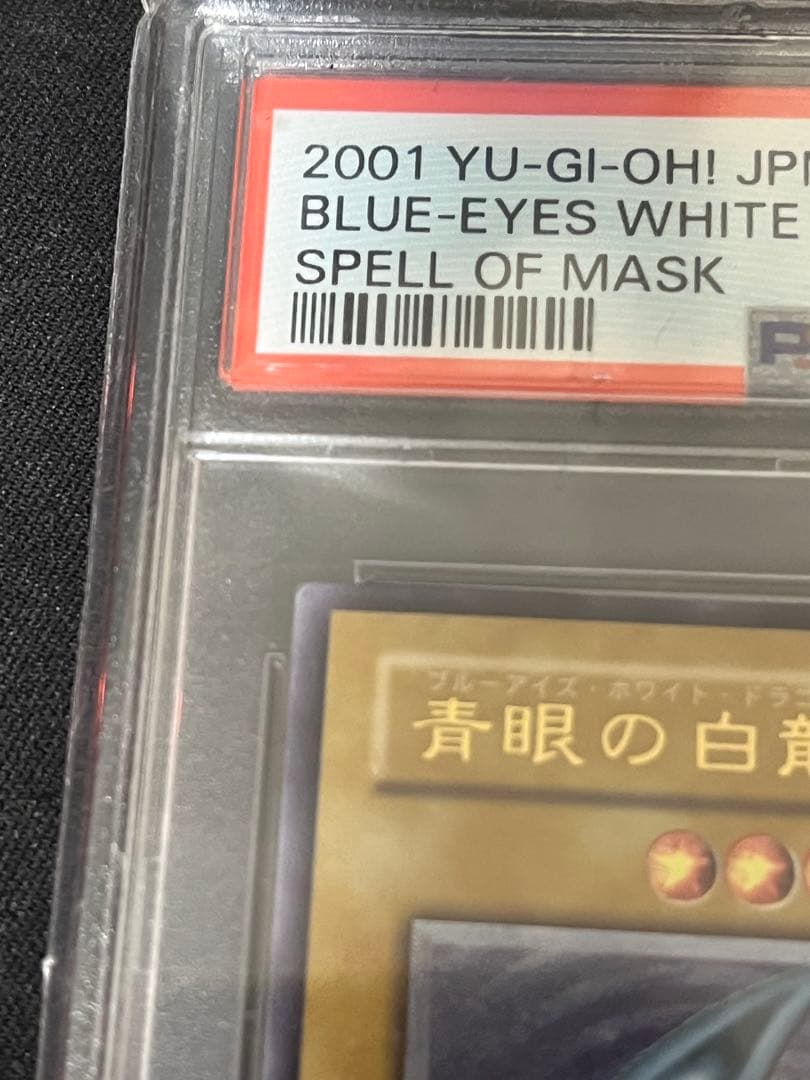 2001 YU-GI-OH! JP
BLUE-EYES WHITE
SPELL OF MASK
P
ブルーアイズ・ホワイト・ドラ
青眼の白龍